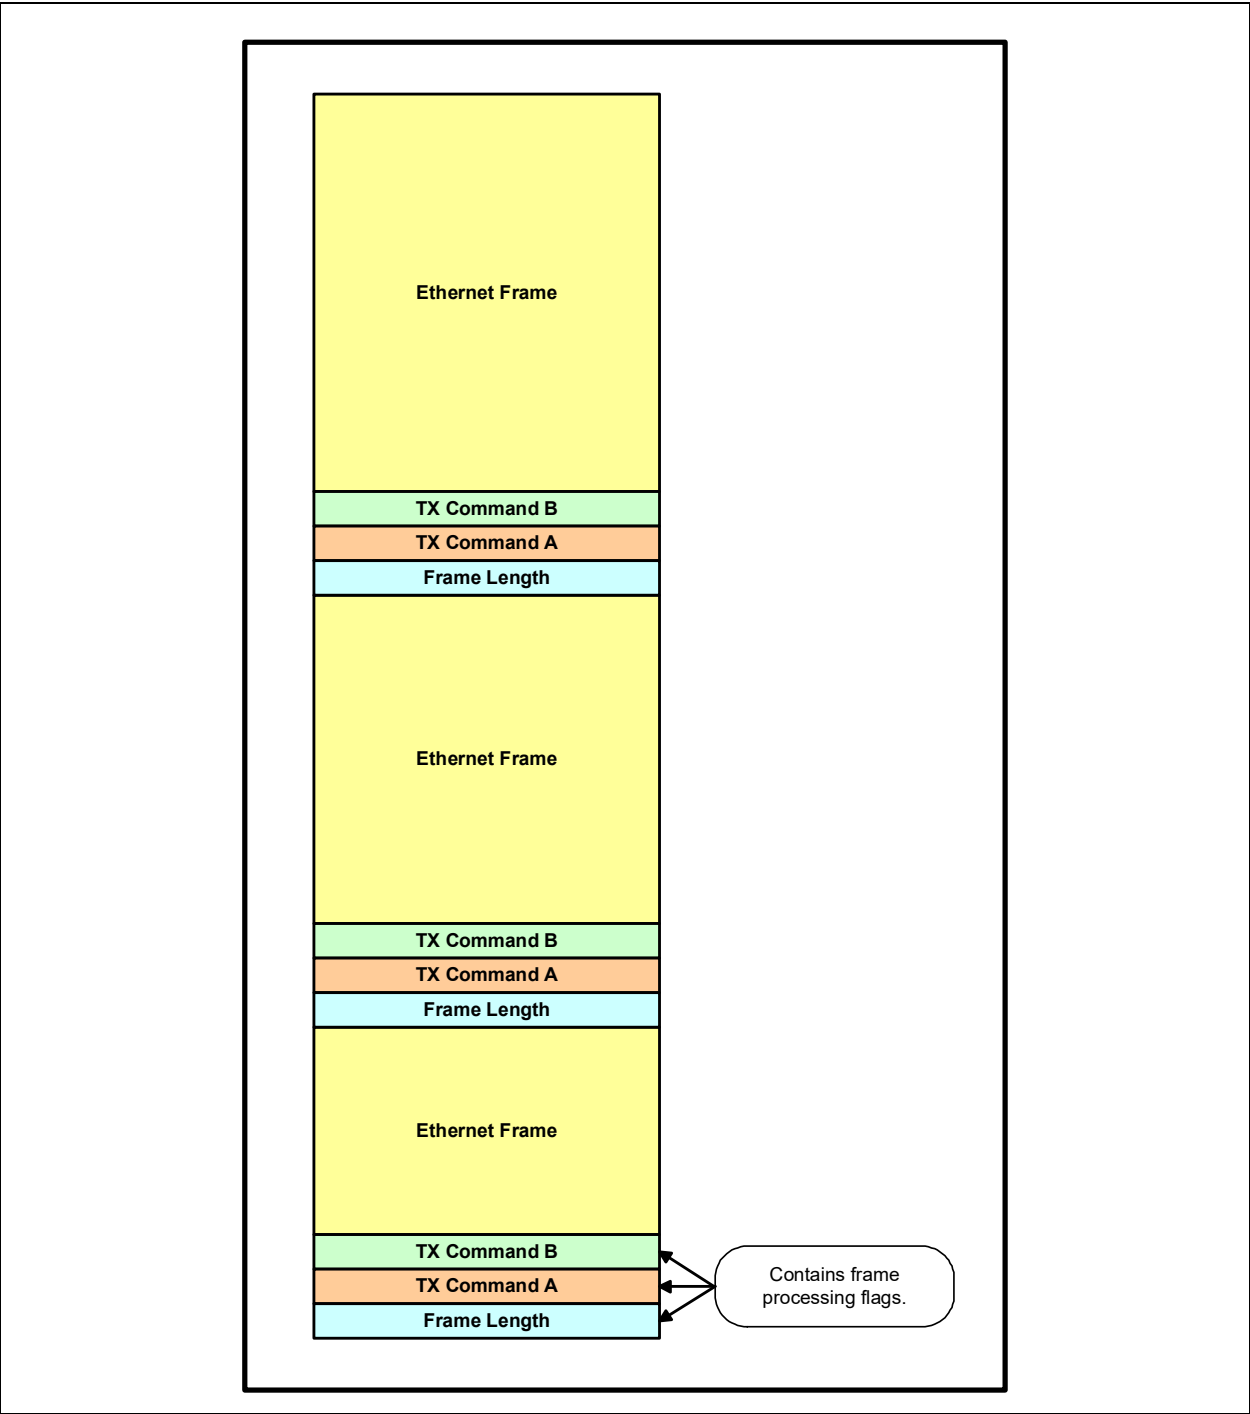 Ethernet Frame
TX Command B
TX Command A
Frame Length
Ethernet Frame
TX Command B
TX Command A
Frame Length
Ethernet Frame
TX Command B
TX Command A
Frame Length
Contains frame
processing flags.